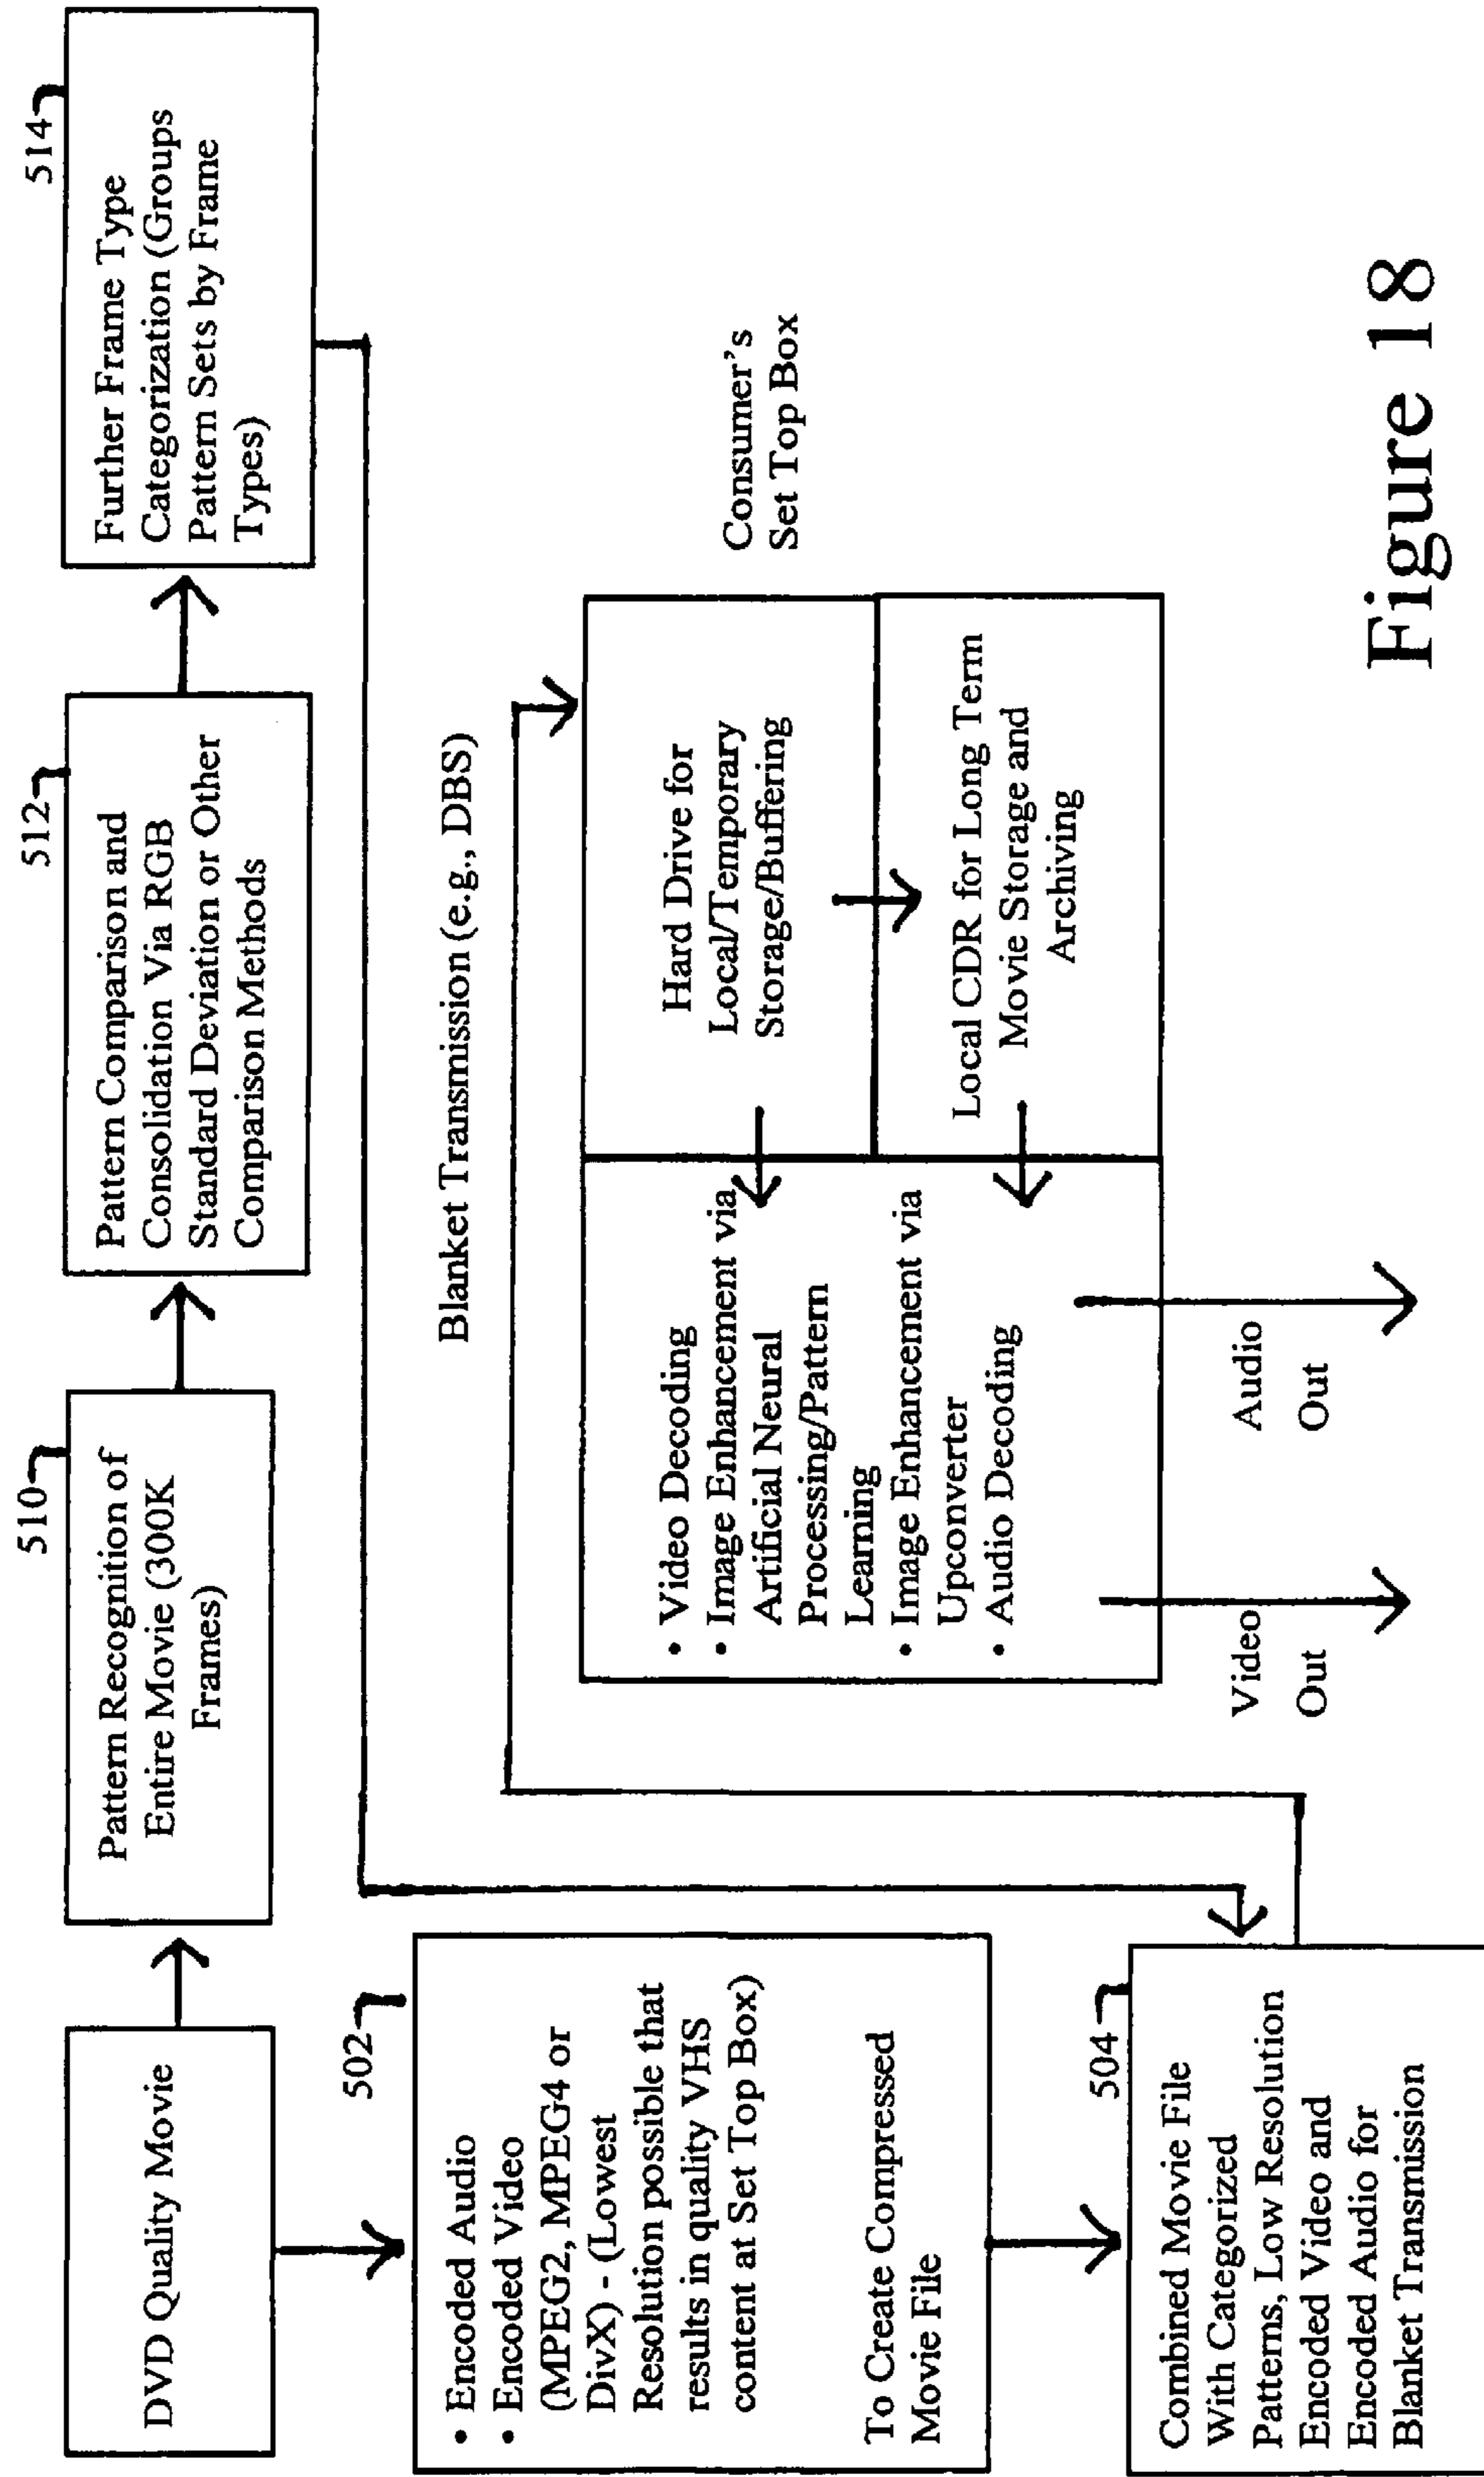 DVD Quality Movie
510
Pattern Recognition of
Entire Movie (300K
Frames)
512
Pattern Comparison and
Consolidation Via RGB
Standard Deviation or Other
Comparison Methods
514
Further Frame Type
Categorization (Groups
Pattern Sets by Frame
Types)
502
• Encoded Audio
• Encoded Video
(MPEG2, MPEG4 or
DivX) - (Lowest
Resolution possible that
results in quality VHS
content at Set Top Box)
To Create Compressed
Movie File
504
Combined Movie File
With Categorized
Patterns, Low Resolution
Encoded Video and
Encoded Audio for
Blanket Transmission
Blanket Transmission (e.g., DBS)
• Video Decoding
• Image Enhancement via
Artificial Neural
Processing/Pattern
Learning
• Image Enhancement via
Upconverter
• Audio Decoding
Hard Drive for
Local/Temporary
Storage/Buffering
Local CDR for Long Term
Movie Storage and
Archiving
Consumer's
Set Top Box
Video
Out
Audio
Out
Figure 18